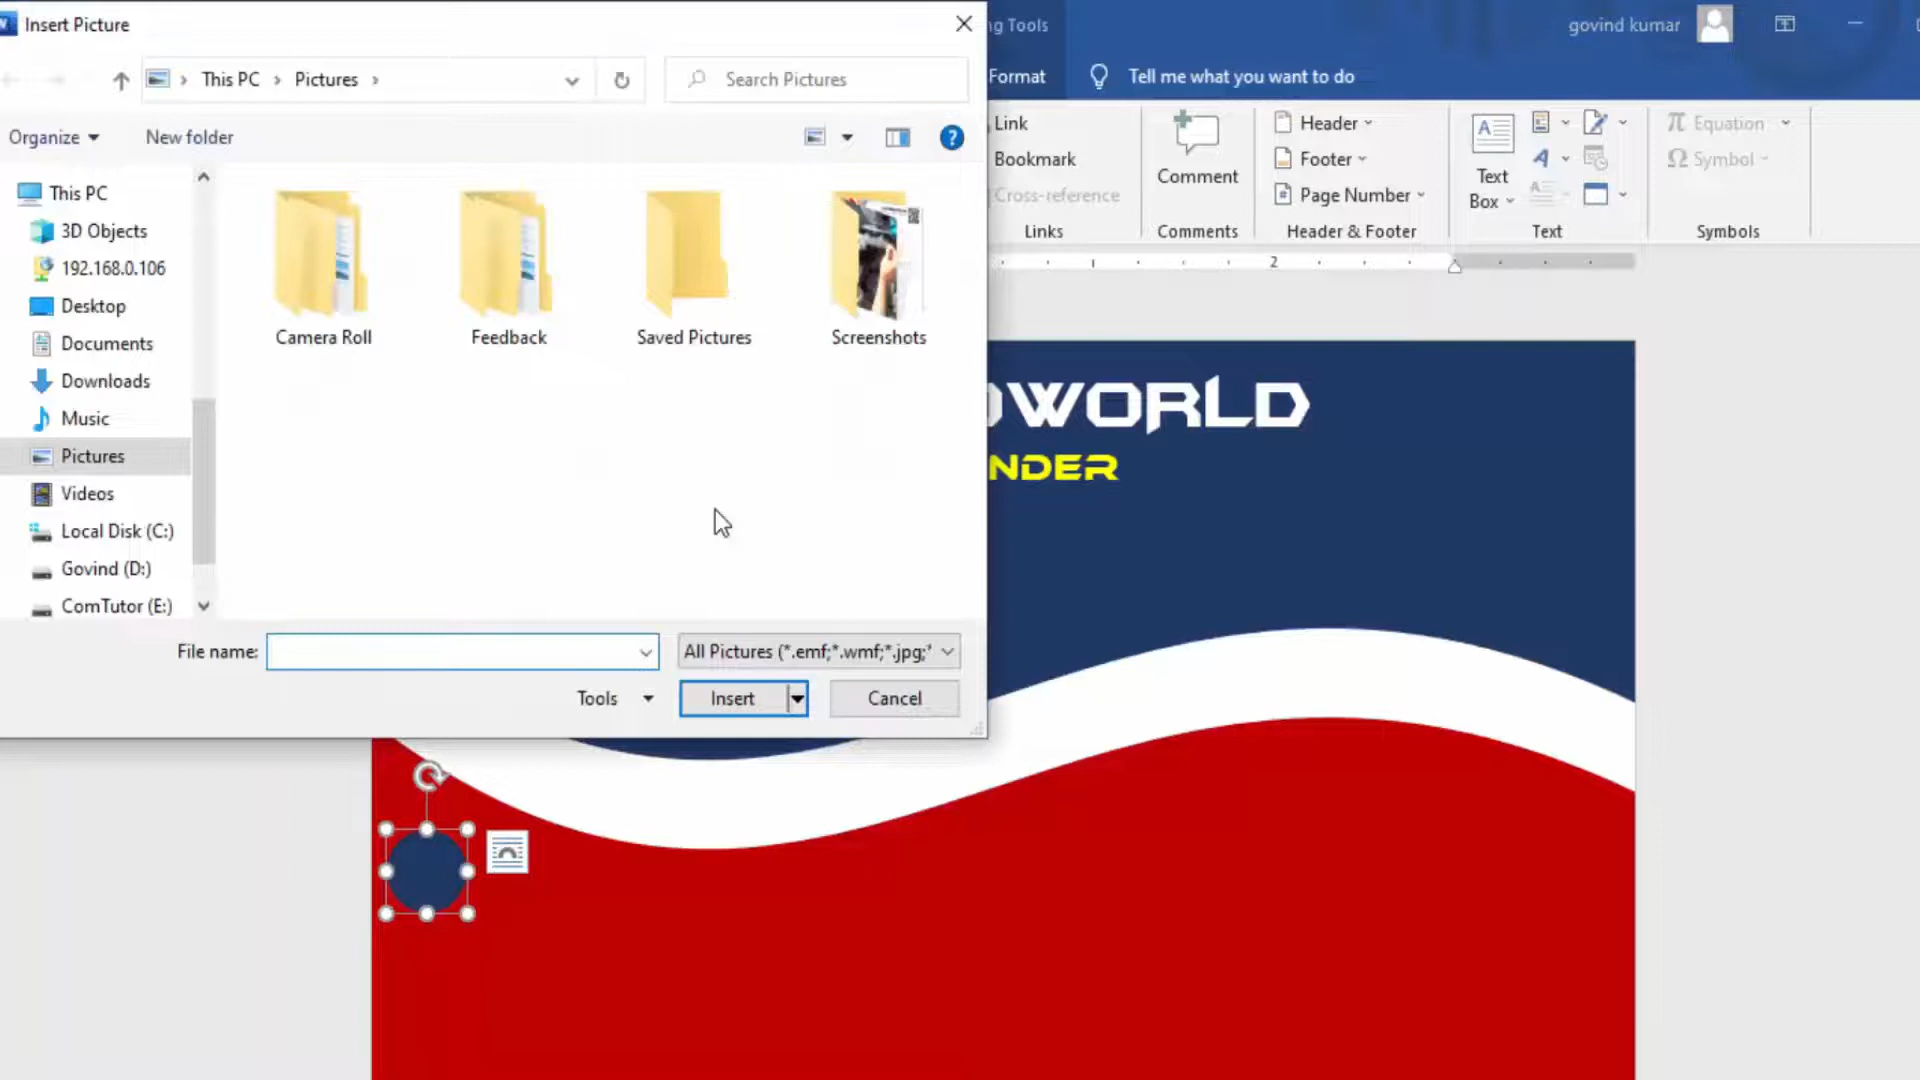 Insert Picture
g Tools
govind kumar
This PC
Pictures
Search Pictures
Format
Tell me what you want to do
Organize
New folder
Link
Bookmark
Cross-reference
Links
Comment
Comments
Header
Footer
Page Number
Header & Footer
Text
Box
Text
π Equation
Ω Symbol
Symbols
2
This PC
3D Objects
192.168.0.106
Desktop
Documents
Downloads
Music
Pictures
Videos
Local Disk (C:)
Govind (D:)
ComTutor (E:)
Camera Roll
Feedback
Saved Pictures
Screenshots
OWORLD
NDER
File name:
All Pictures (*.emf;*.wmf;*.jpg;*
Tools
Insert
Cancel